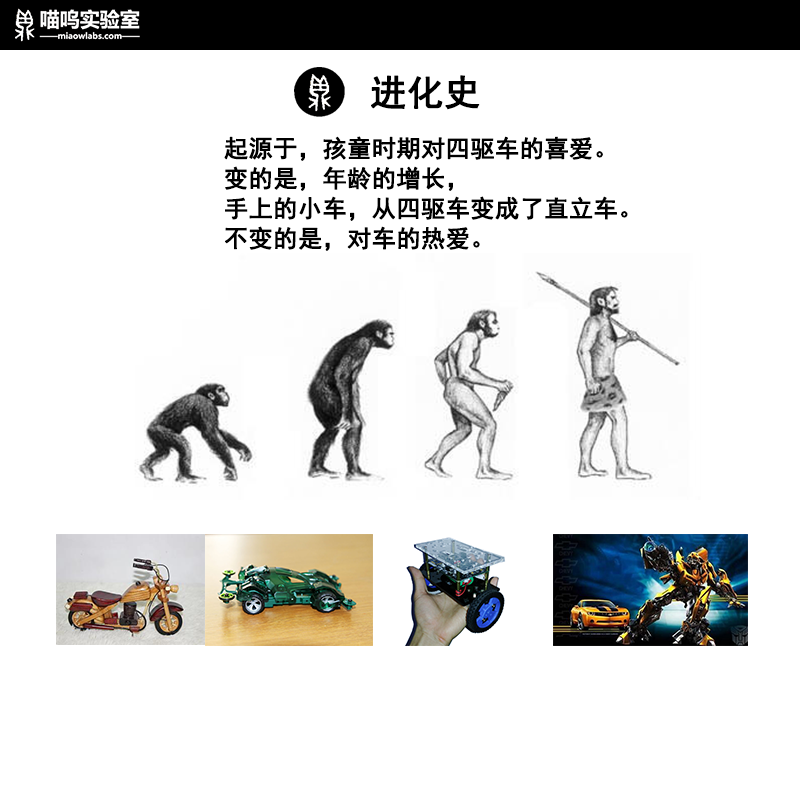 喵呜实验室
miaowlabs.com
进化史
起源于，孩童时期对四驱车的喜爱。
变的是，年龄的增长，
手上的小车，从四驱车变成了直立车。
不变的是，对车的热爱。